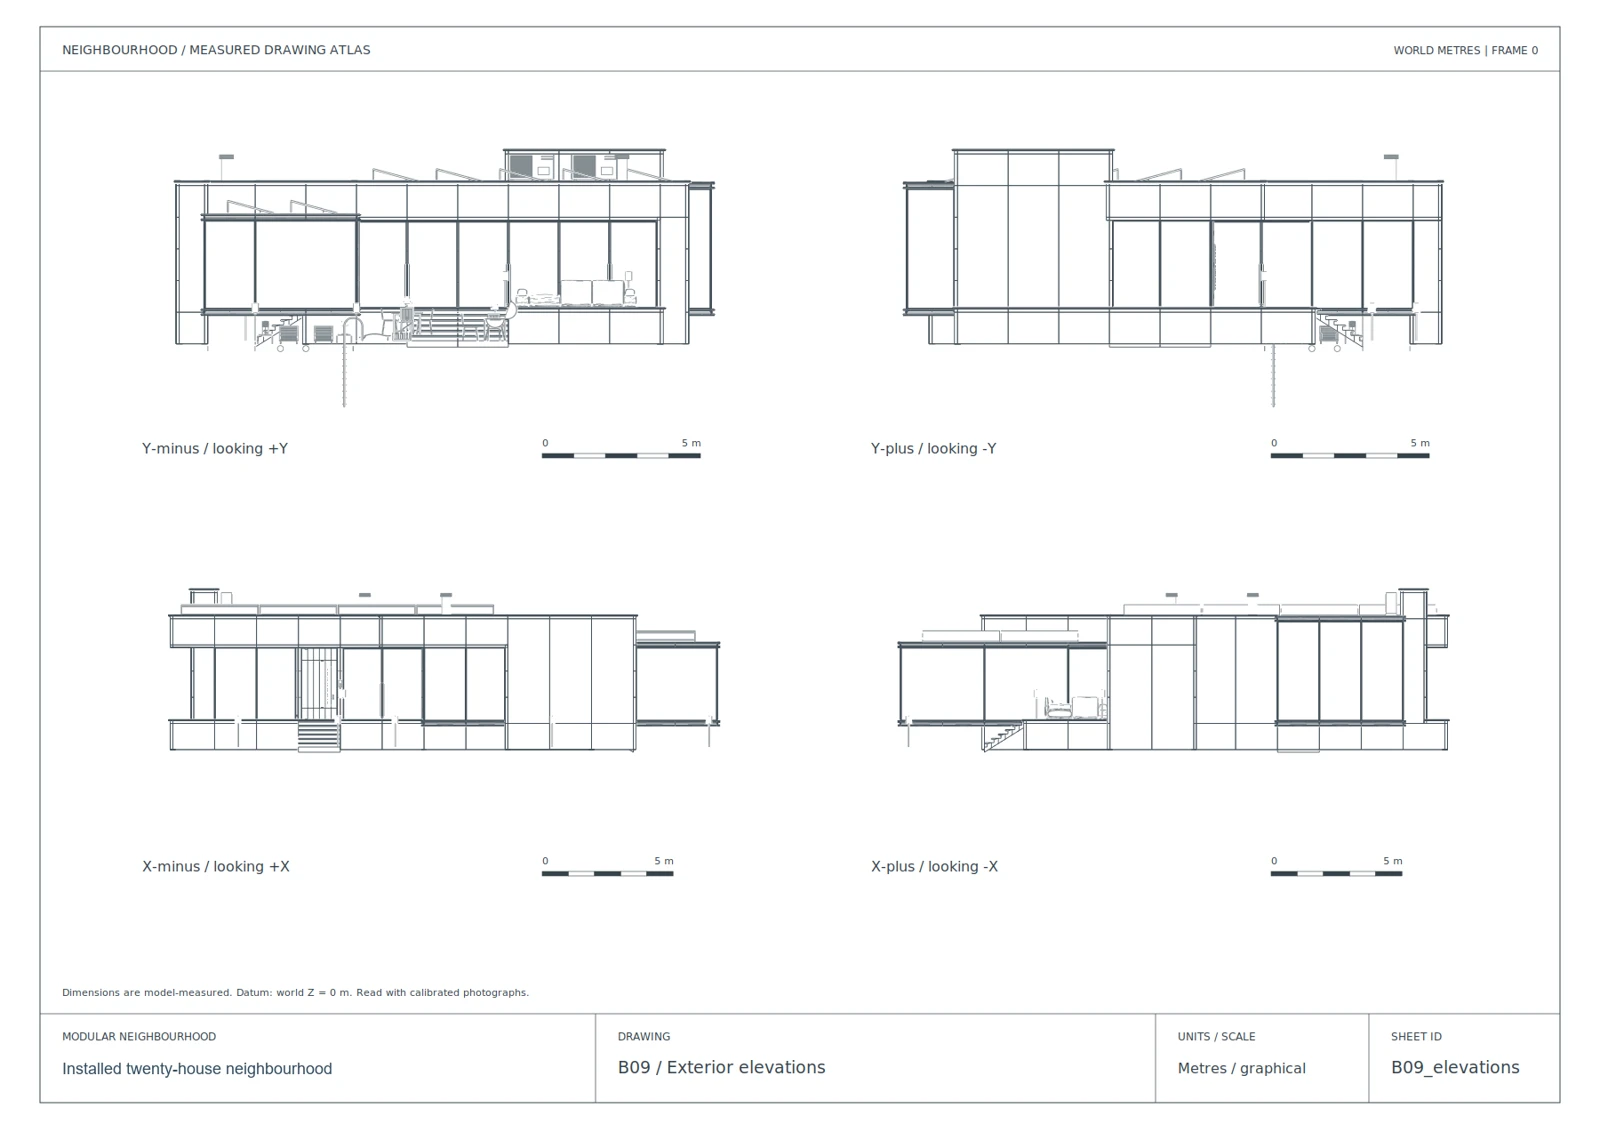 NEIGHBOURHOOD / MEASURED DRAWING ATLAS
WORLD METRES | FRAME 0
Y-minus / looking +Y
0
5 m
Y-plus / looking -Y
0
5 m
X-minus / looking +X
0
5 m
X-plus / looking -X
0
5 m
Dimensions are model-measured. Datum: world Z = 0 m. Read with calibrated photographs.
MODULAR NEIGHBOURHOOD
Installed twenty-house neighbourhood
DRAWING
B09 / Exterior elevations
UNITS / SCALE
Metres / graphical
SHEET ID
B09_elevations